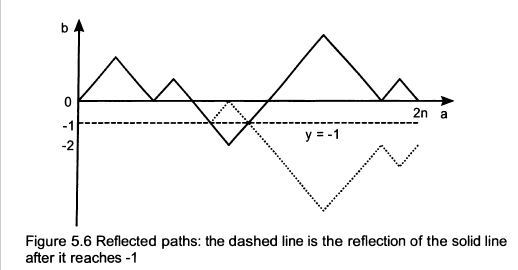 b
0
2n a
-1
y = -1
-2
Figure 5.6 Reflected paths: the dashed line is the reflection of the solid line
after it reaches -1